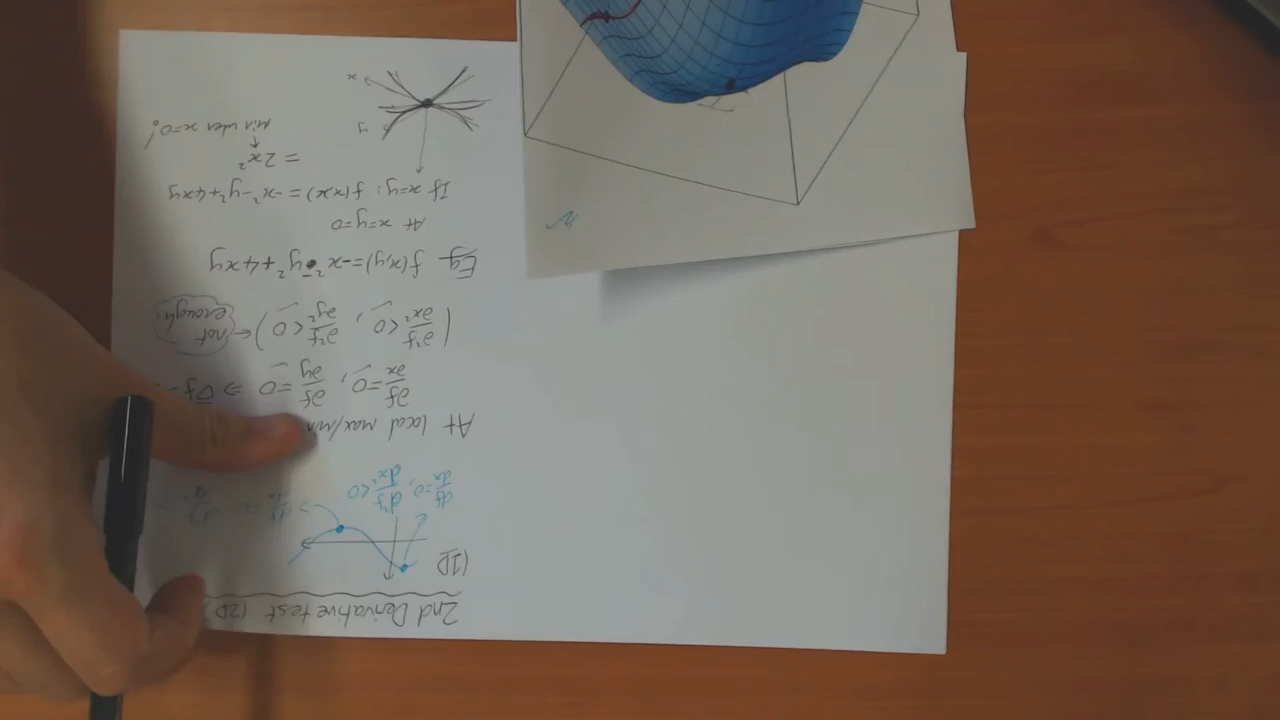 2nd Derivative test (2D)
(1D
df/dx=0, d²f/dx²<0
At local max/min
∂f/∂x=0, ∂f/∂y=0 ⇒ ∇f
(∂²f/∂x²<0, ∂²f/∂y²<0) ← not enough
Eg f(x,y)=-x²-y²+4xy
At x=y=0
If x=y: f(x,x)=-x²-y²+4xy
= 2x²
↑
Min when x=0!
y
x